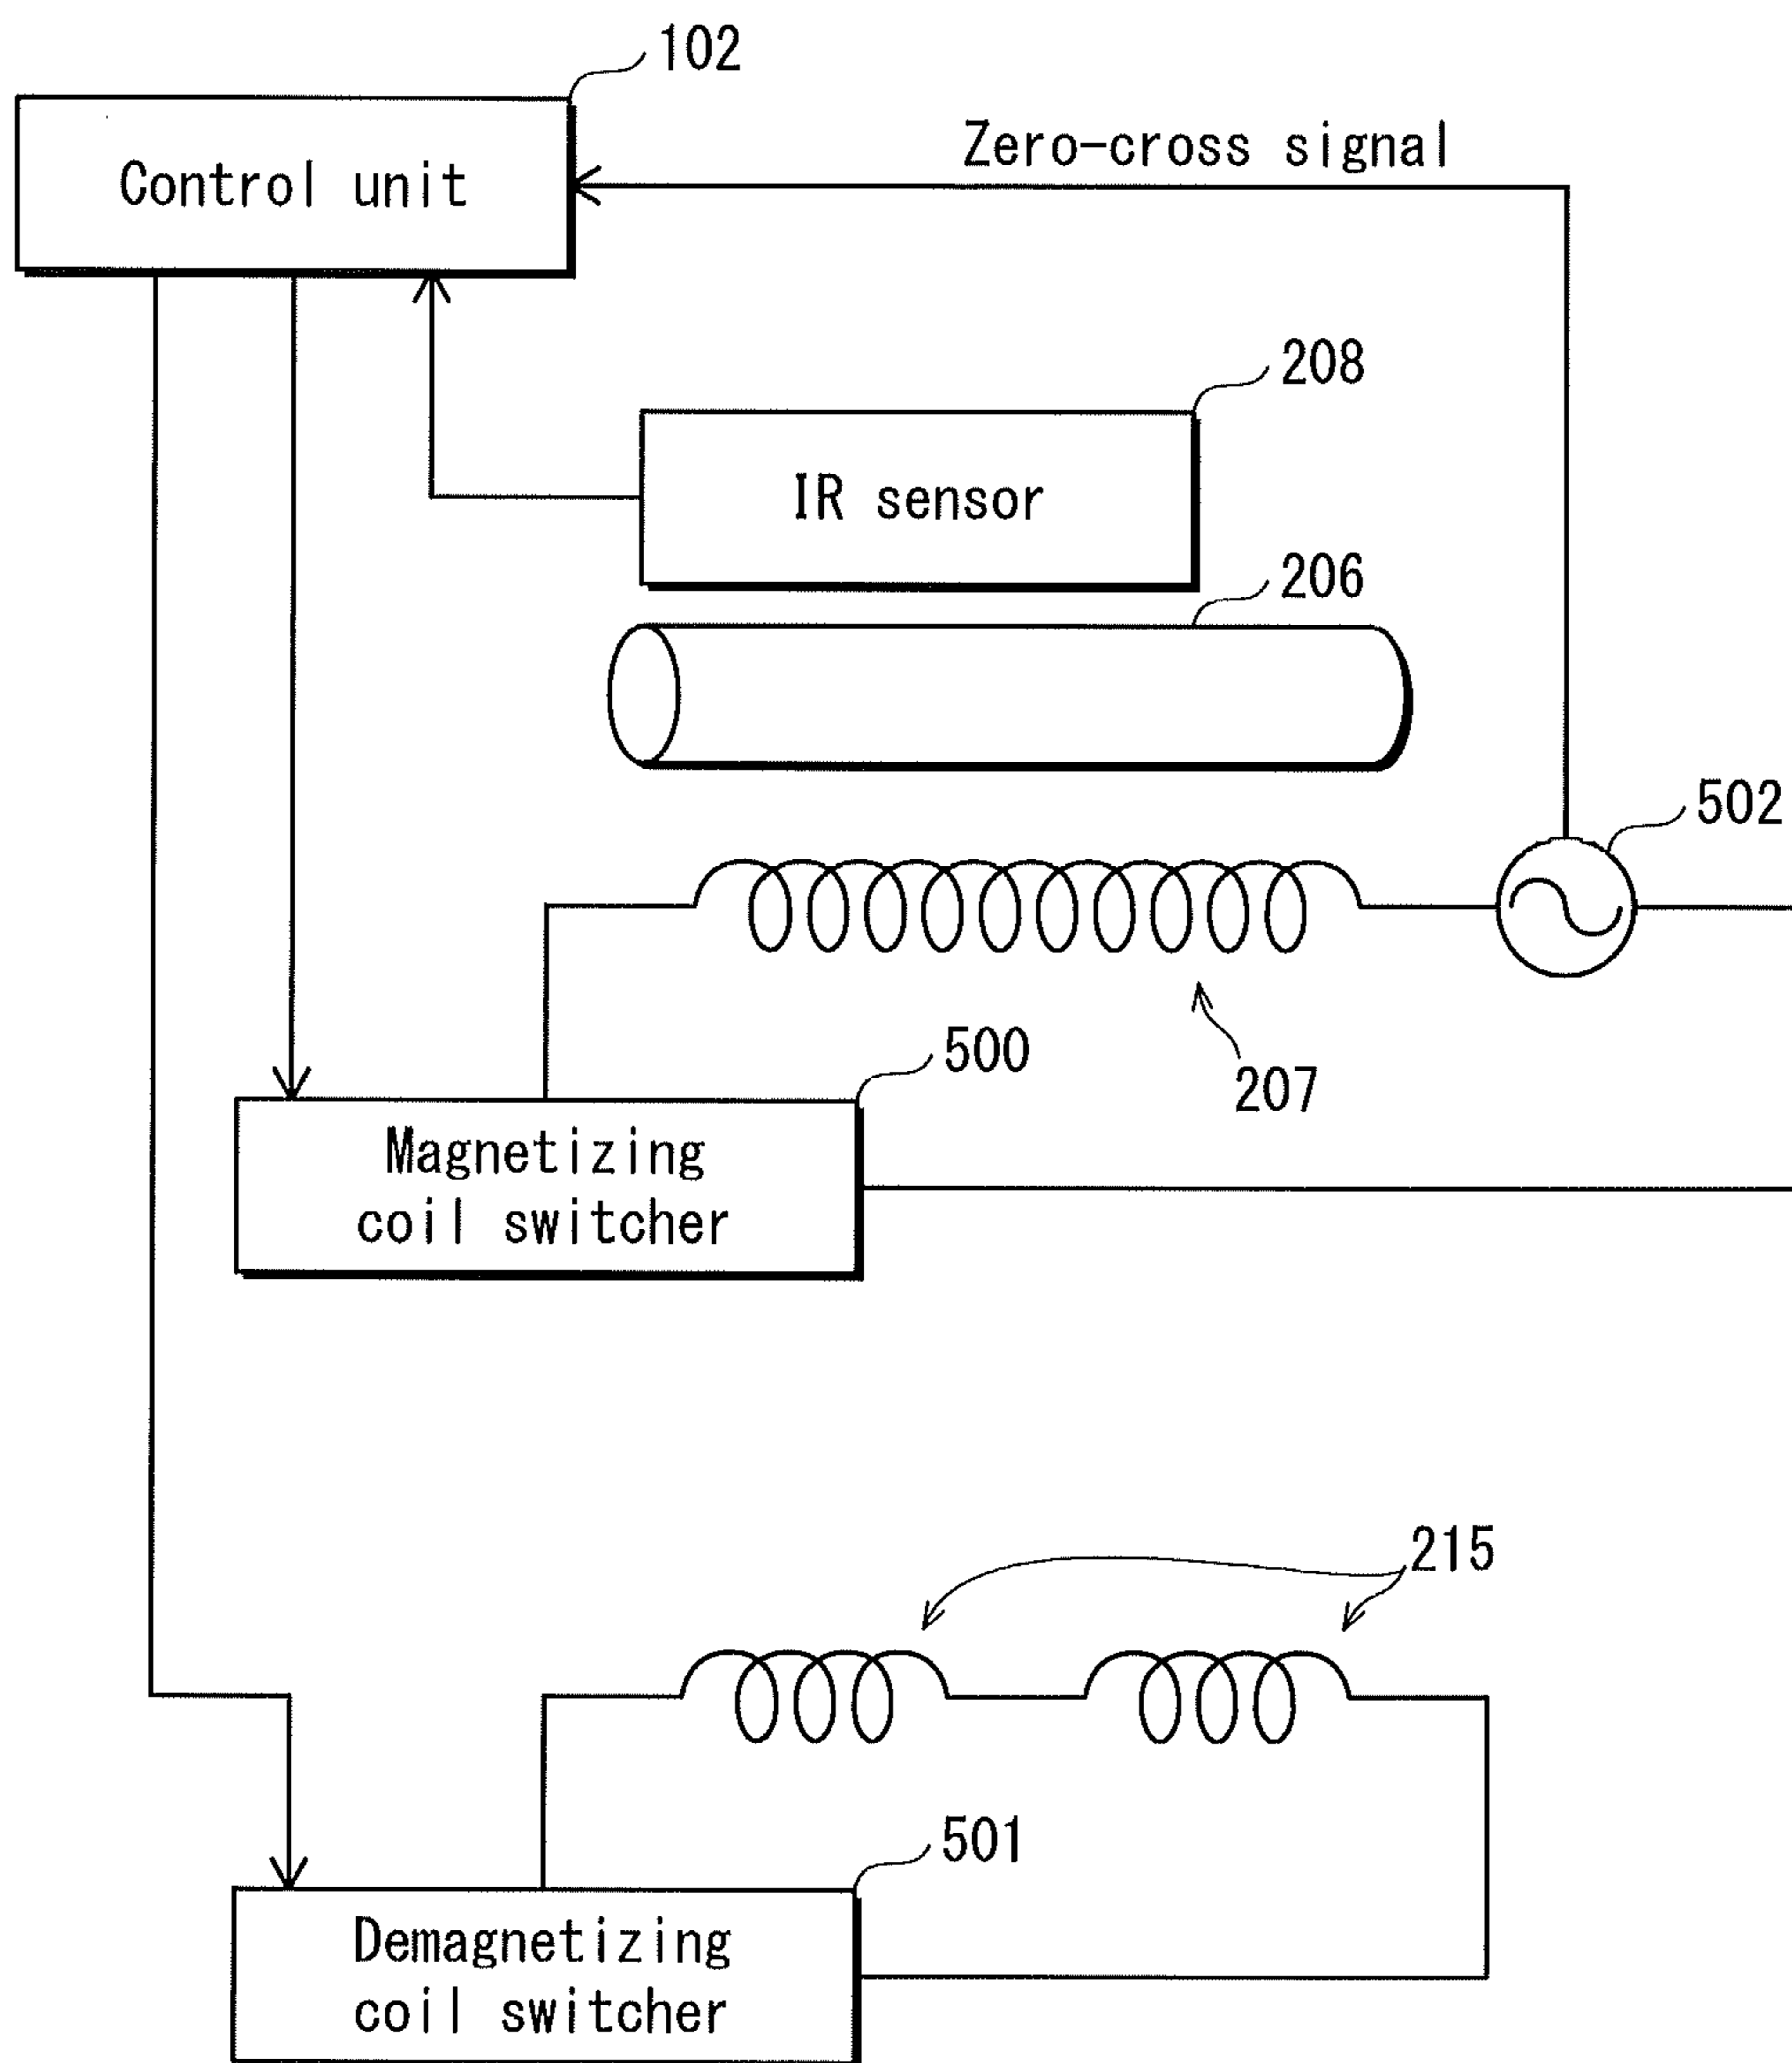 102
Control unit
Zero-cross signal
208
IR sensor
206
502
207
500
Magnetizing
coil switcher
215
501
Demagnetizing
coil switcher